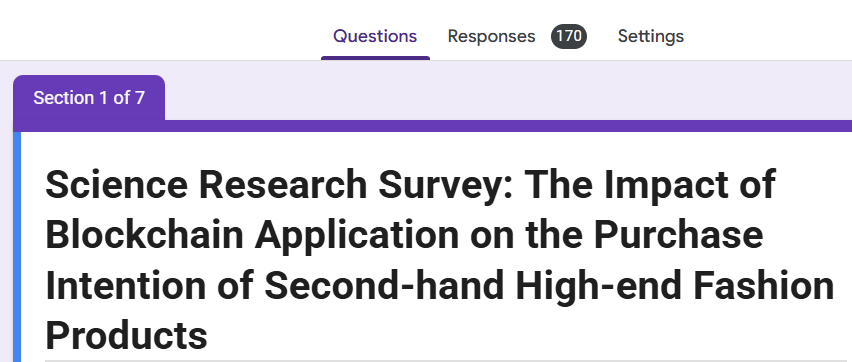 Questions Responses 170 Settings
Section 1 of 7
Science Research Survey: The Impact of
Blockchain Application on the Purchase
Intention of Second-hand High-end Fashion
Products